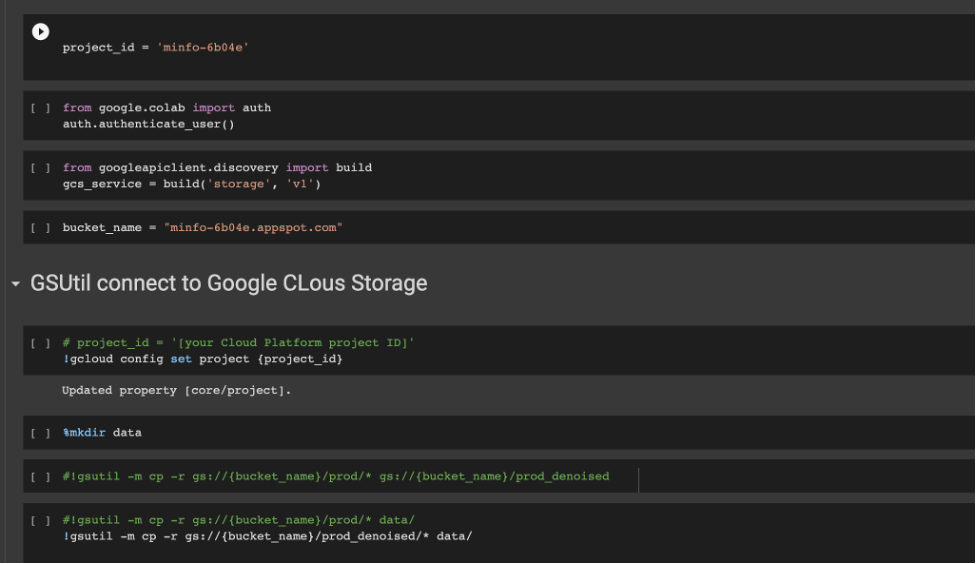 project_id = 'minfo-6b04e'
[ ] from google.colab import auth
auth.authenticate_user()
[ ] from googleapiclient.discovery import build
gcs_service = build('storage', 'v1')
[ ] bucket_name = "minfo-6b04e.appspot.com"
GSUtil connect to Google CLous Storage
[ ] # project_id = '[your Cloud Platform project ID]'
!gcloud config set project {project_id}
Updated property [core/project].
[ ] %mkdir data
[ ] #!gsutil -m cp -r gs://{bucket_name}/prod/* gs://{bucket_name}/prod_denoised
[ ] #!gsutil -m cp -r gs://{bucket_name}/prod/* data/
!gsutil -m cp -r gs://{bucket_name}/prod_denoised/* data/